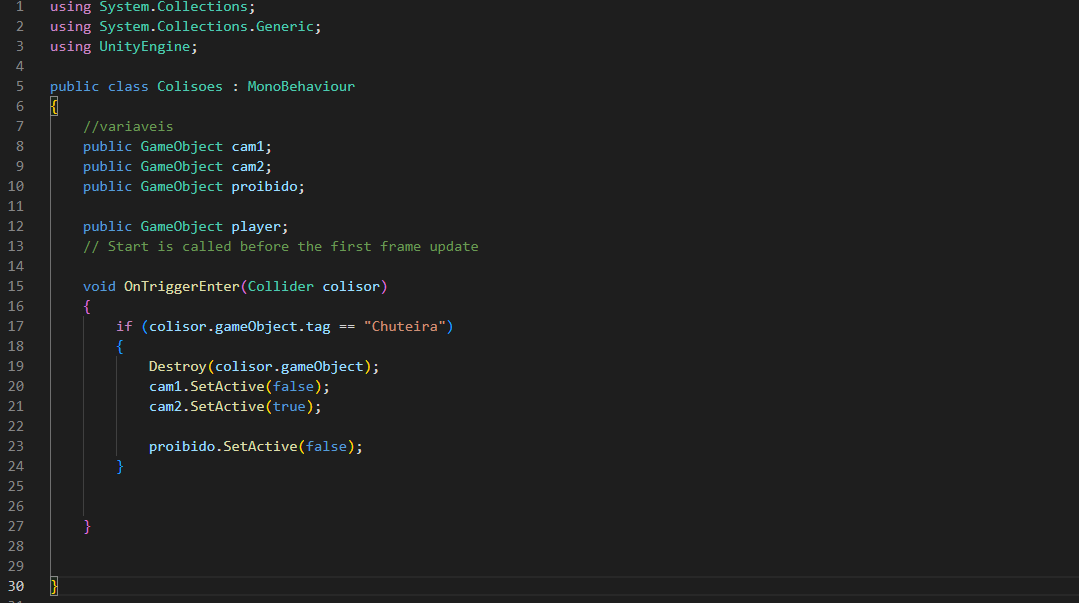 1 using System.Collections;
2 using System.Collections.Generic;
3 using UnityEngine;
4
5 public class Colisoes : MonoBehaviour
6 {
7     //variaveis
8     public GameObject cam1;
9     public GameObject cam2;
10     public GameObject proibido;
11
12     public GameObject player;
13     // Start is called before the first frame update
14
15     void OnTriggerEnter(Collider colisor)
16     {
17         if (colisor.gameObject.tag == "Chuteira")
18         {
19             Destroy(colisor.gameObject);
20             cam1.SetActive(false);
21             cam2.SetActive(true);
22
23             proibido.SetActive(false);
24         }
25
26
27     }
28
29
30 }